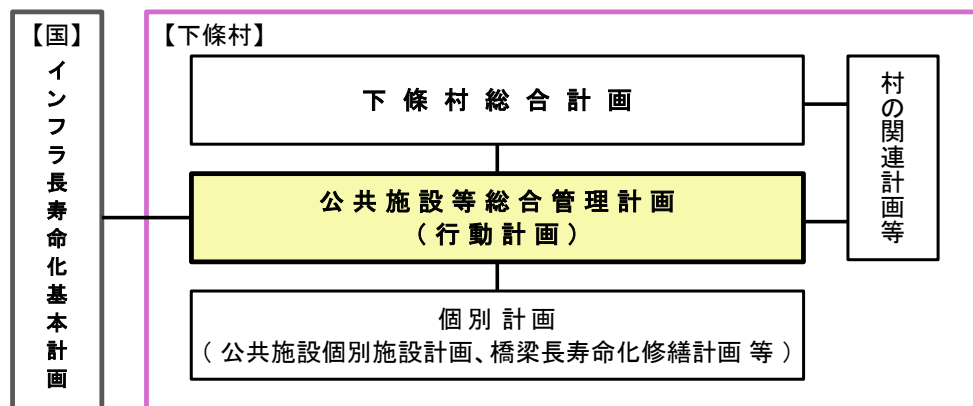 【国】
インフラ長寿命化基本計画
【下條村】
下條村総合計画
村の関連計画等
公共施設等総合管理計画
（行動計画）
個別計画
（公共施設個別施設計画、橋梁長寿命化修繕計画 等）